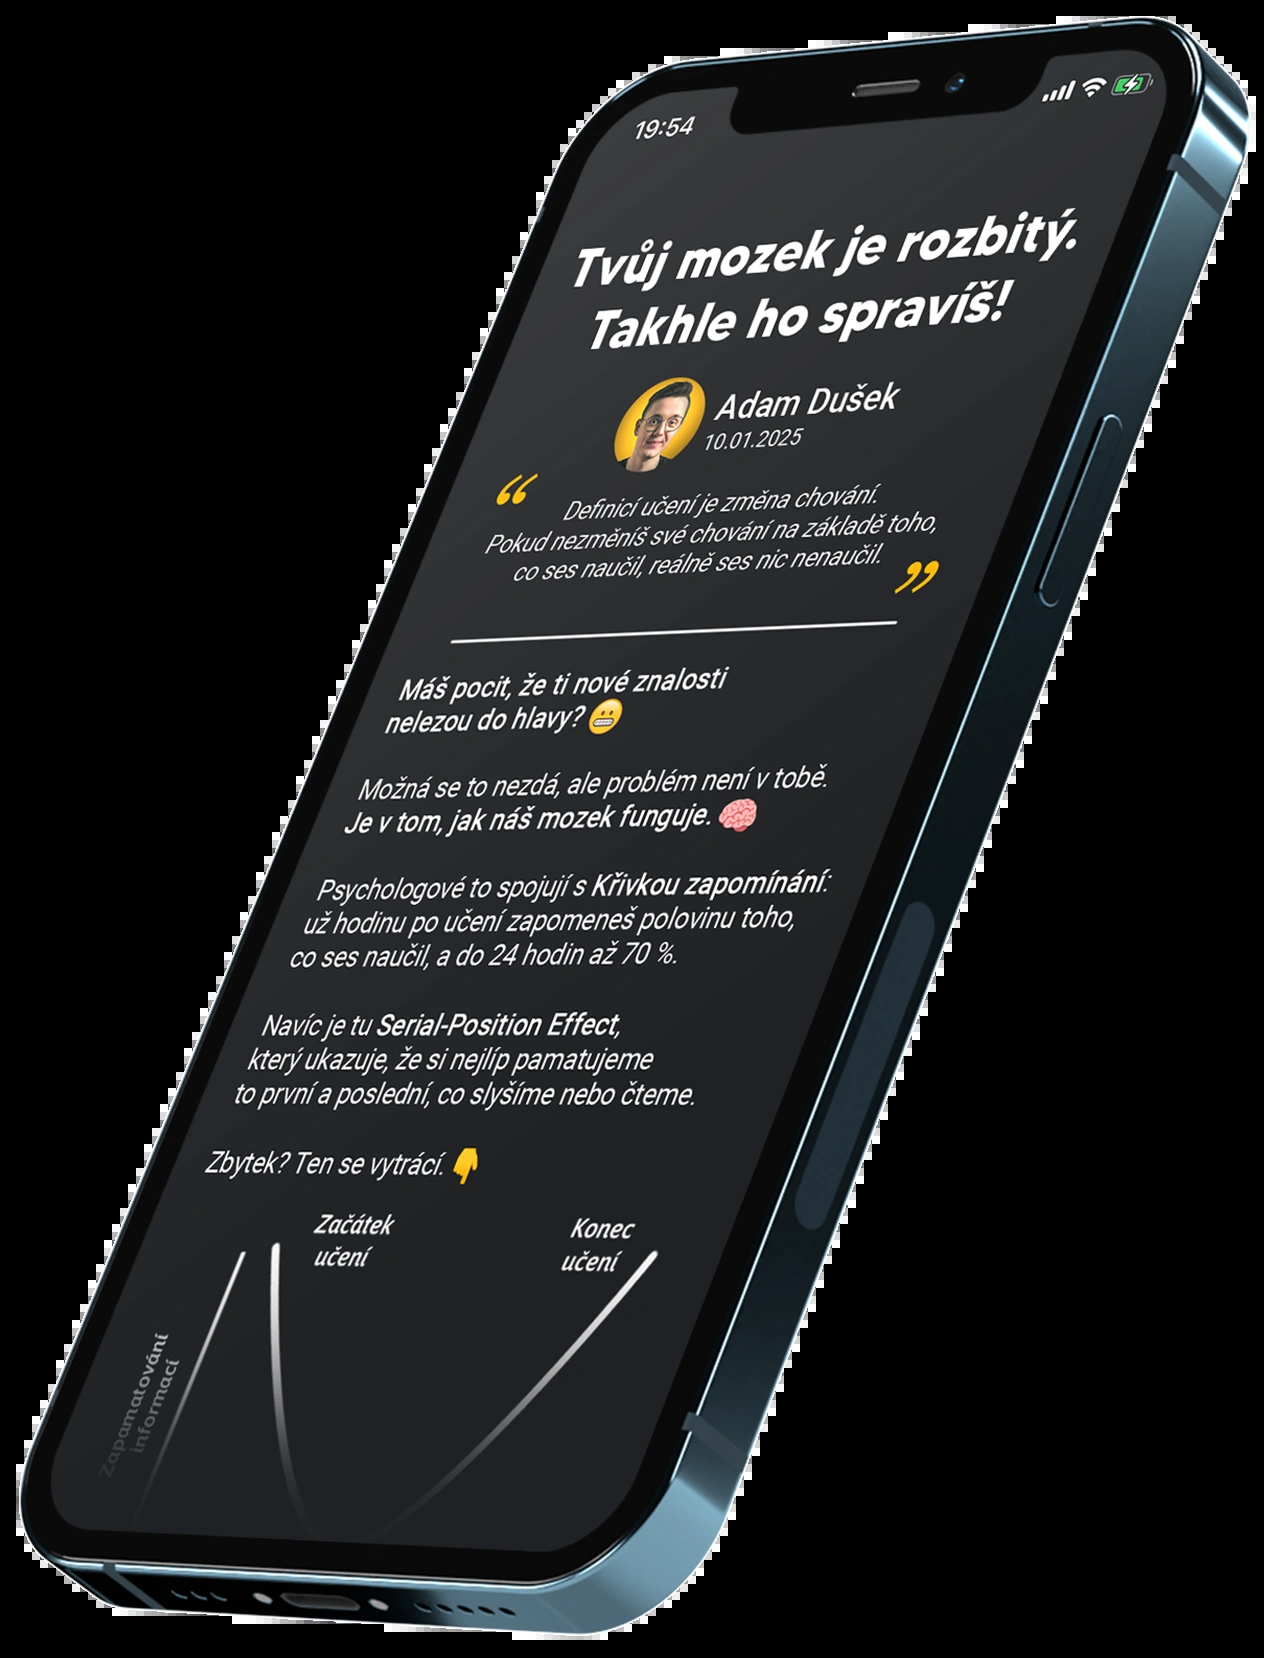 19:54
Tvůj mozek je rozbitý.
Takhle ho spravíš!
Adam Dušek
10.01.2025
“ Definicí učení je změna chování.
Pokud nezměníš své chování na základě toho,
co ses naučil, reálně ses nic nenaučil. ”
Máš pocit, že ti nové znalosti
nelezou do hlavy? 😬
Možná se to nezdá, ale problém není v tobě.
Je v tom, jak náš mozek funguje. 🧠
Psychologové to spojují s Křivkou zapomínání:
už hodinu po učení zapomeneš polovinu toho,
co ses naučil, a do 24 hodin až 70 %.
Navíc je tu Serial-Position Effect,
který ukazuje, že si nejlíp pamatujeme
to první a poslední, co slyšíme nebo čteme.
Zbytek? Ten se vytrácí. 👇
Začátek
učení
Konec
učení
Zapamatování
informací